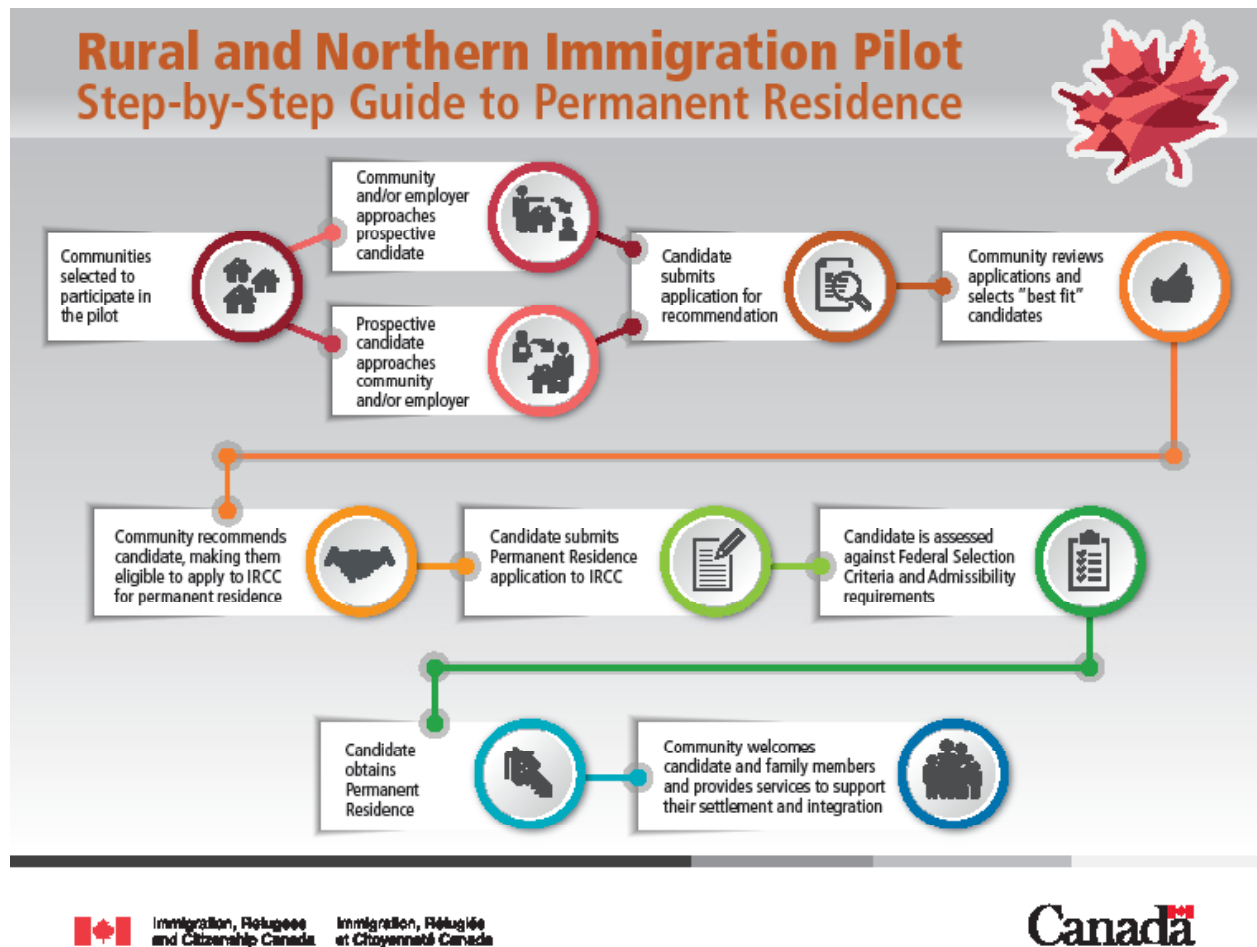 Rural and Northern Immigration Pilot
Step-by-Step Guide to Permanent Residence
Communities
selected to
participate in
the pilot
Community
and/or employer
approaches
prospective
candidate
Prospective
candidate
approaches
community
and/or employer
Candidate
submits
application for
recommendation
Community reviews
applications and
selects "best fit"
candidates
Community recommends
candidate, making them
eligible to apply to IRCC
for permanent residence
Candidate submits
Permanent Residence
application to IRCC
Candidate is assessed
against Federal Selection
Criteria and Admissibility
requirements
Candidate
obtains
Permanent
Residence
Community welcomes
candidate and family members
and provides services to support
their settlement and integration
Immigration, Refugees
and Citizenship Canada
Immigration, Réfugiés
et Citoyenneté Canada
Canada